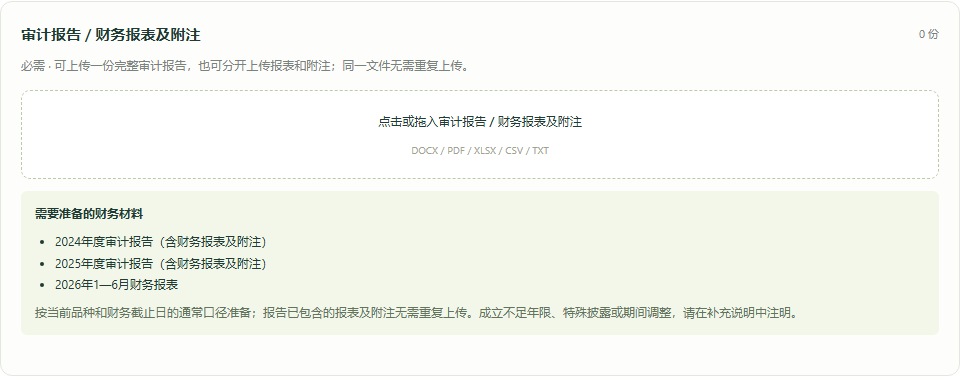 审计报告 / 财务报表及附注
0 份
必需 · 可上传一份完整审计报告，也可分开上传报表和附注；同一文件无需重复上传。
点击或拖入审计报告 / 财务报表及附注
DOCX / PDF / XLSX / CSV / TXT
需要准备的财务材料
• 2024年度审计报告（含财务报表及附注）
• 2025年度审计报告（含财务报表及附注）
• 2026年1—6月财务报表
按当前品种和财务截止日的通常口径准备；报告已包含的报表及附注无需重复上传。成立不足年限、特殊披露或期间调整，请在补充说明中注明。